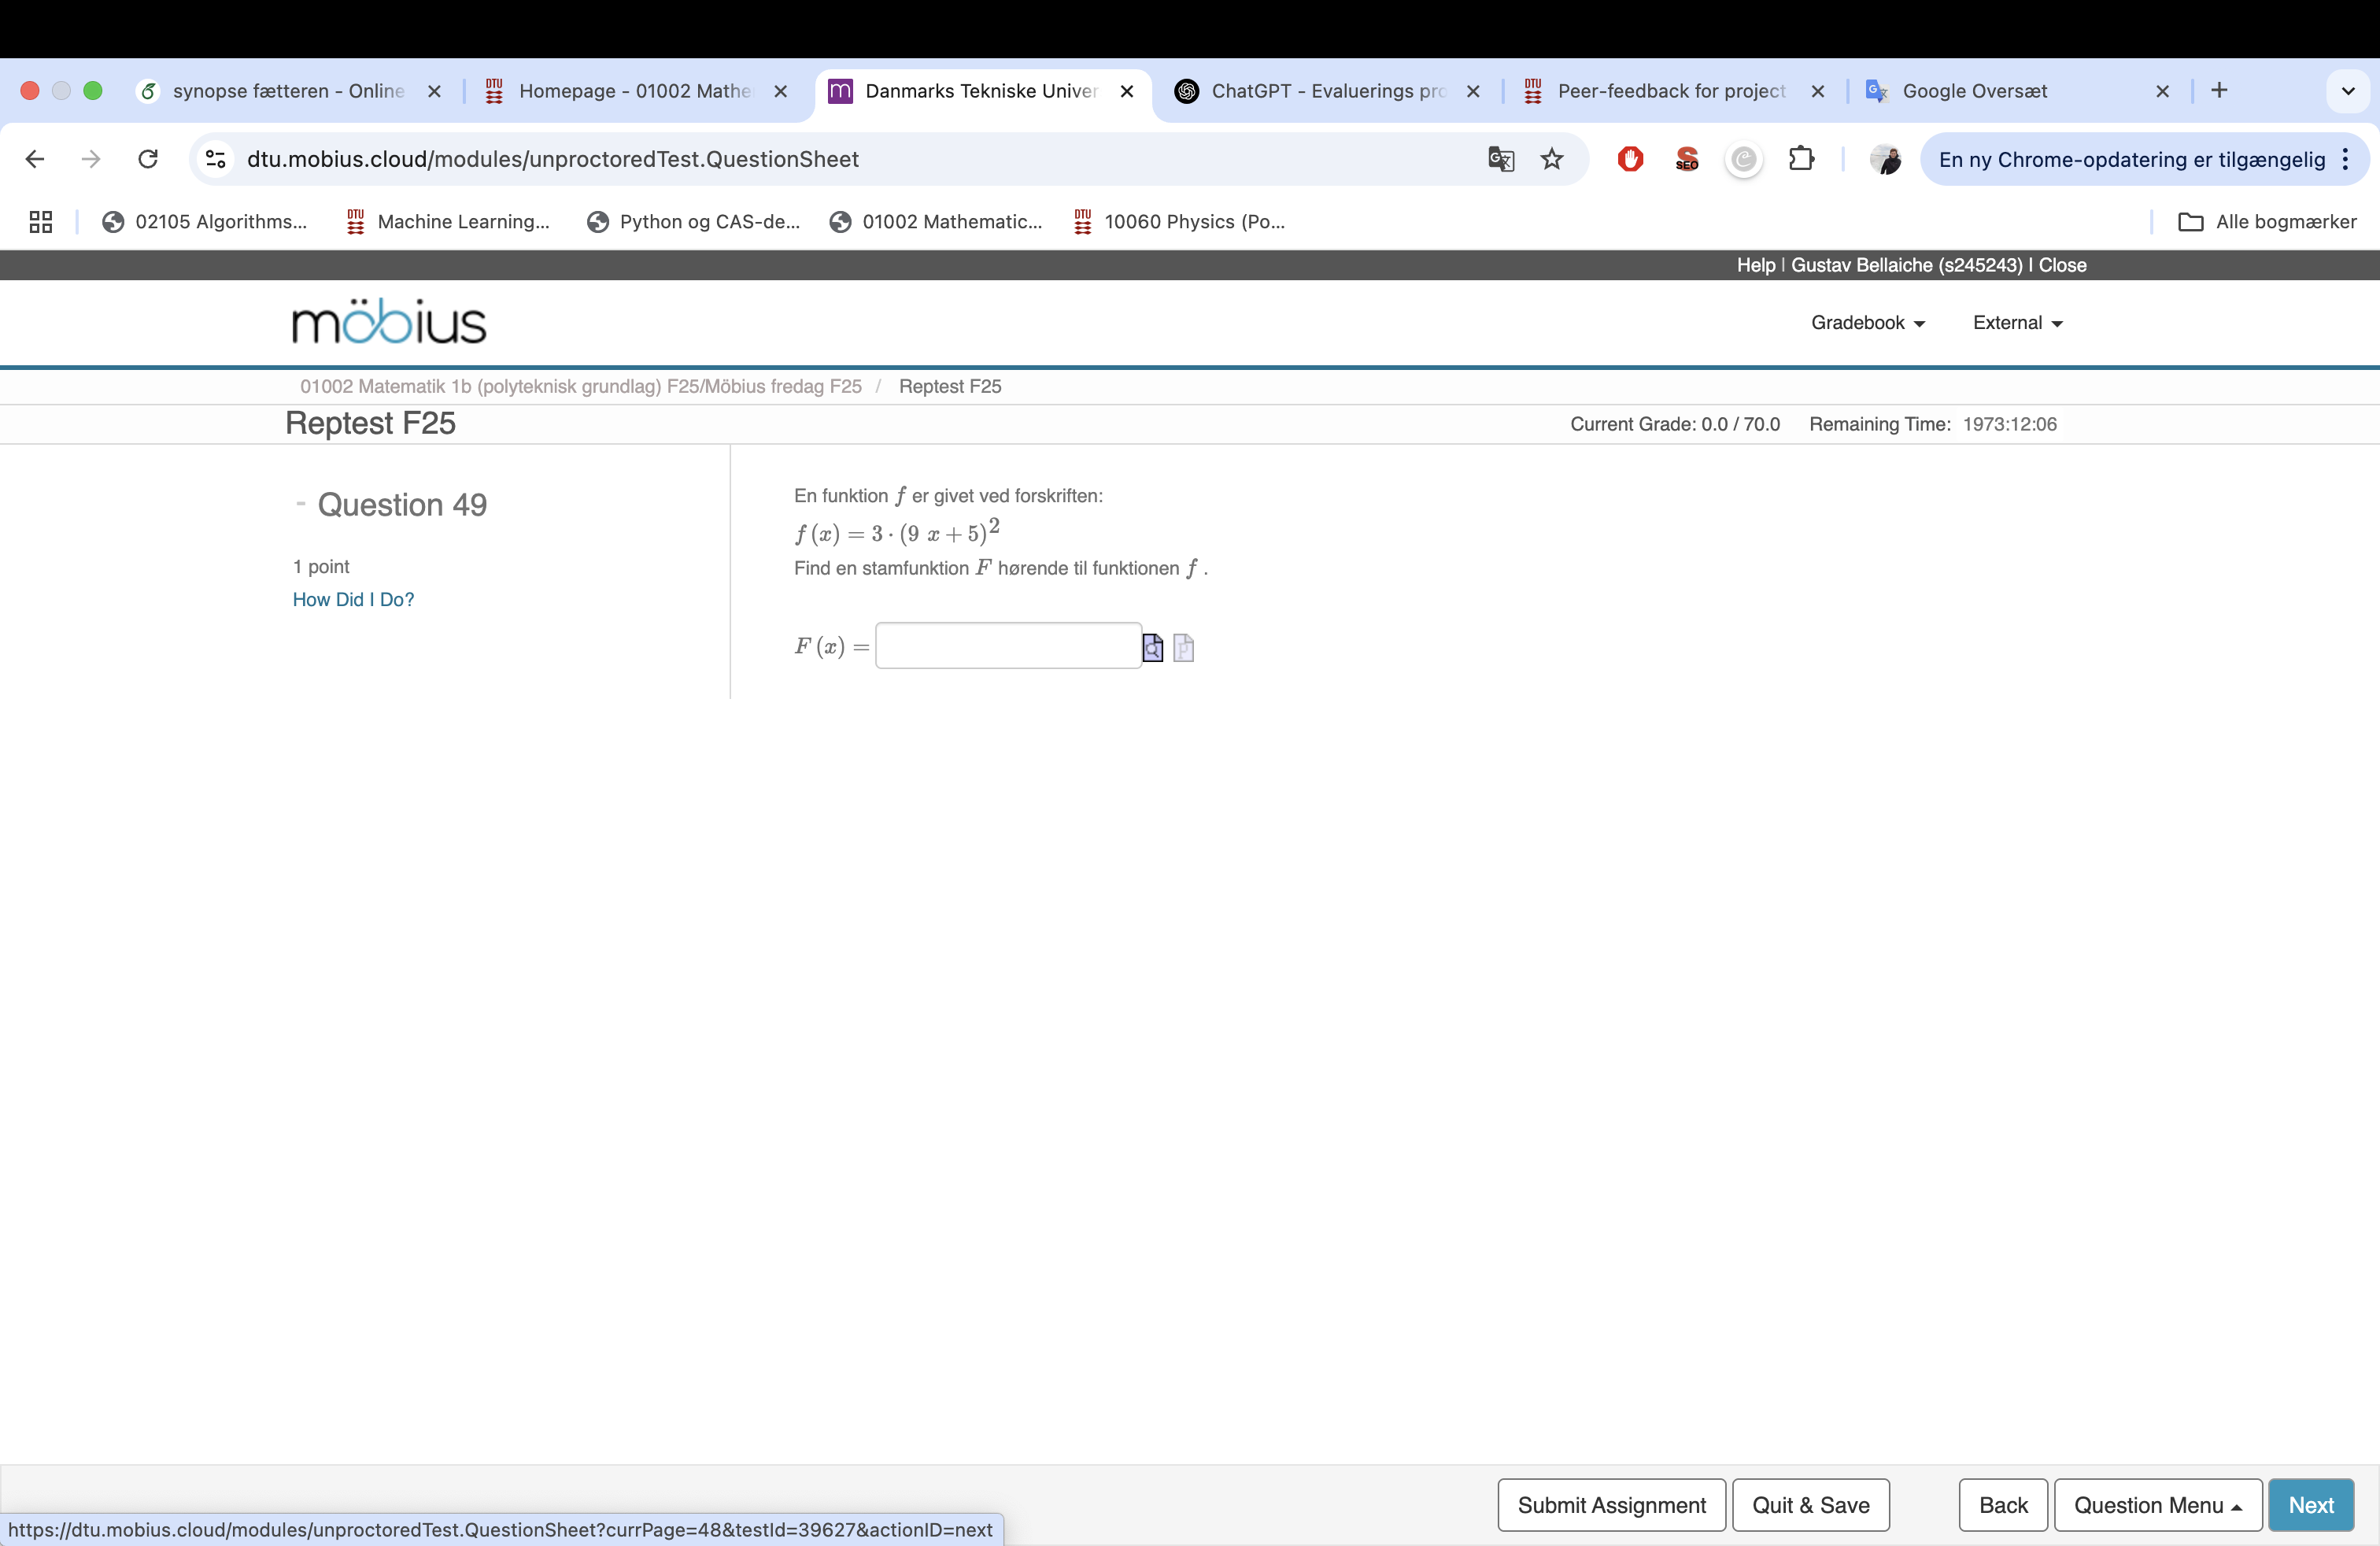 synopse fætteren - Online
Homepage - 01002 Mathe
Danmarks Tekniske Univer
ChatGPT - Evaluerings pro
Peer-feedback for project
Google Oversæt
dtu.mobius.cloud/modules/unproctoredTest.QuestionSheet
SEO
En ny Chrome-opdatering er tilgængelig
02105 Algorithms...
DTU
Machine Learning...
Python og CAS-de...
01002 Mathematic...
DTU
10060 Physics (Po...
Alle bogmærker
Help | Gustav Bellaiche (s245243) | Close
möbius
Gradebook
External
01002 Matematik 1b (polyteknisk grundlag) F25/Möbius fredag F25 / Reptest F25
Reptest F25
Current Grade: 0.0 / 70.0
Remaining Time: 1973:12:06
- Question 49
1 point
How Did I Do?
En funktion f er givet ved forskriften:
f (x) = 3 · (9 x + 5)²
Find en stamfunktion F hørende til funktionen f .
F (x) =
Submit Assignment
Quit & Save
Back
Question Menu
Next
https://dtu.mobius.cloud/modules/unproctoredTest.QuestionSheet?currPage=48&testId=39627&actionID=next